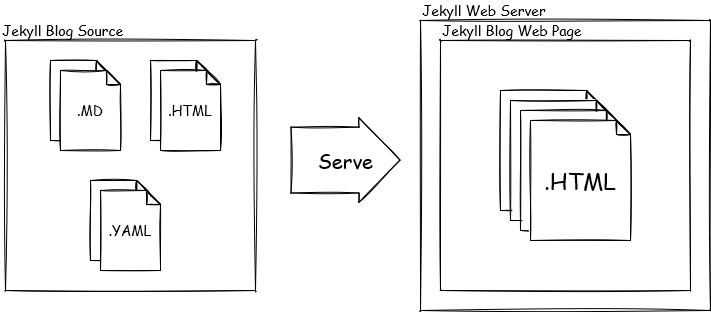 Jekyll Blog Source
.MD
.HTML
.YAML
Serve
Jekyll Web Server
Jekyll Blog Web Page
.HTML